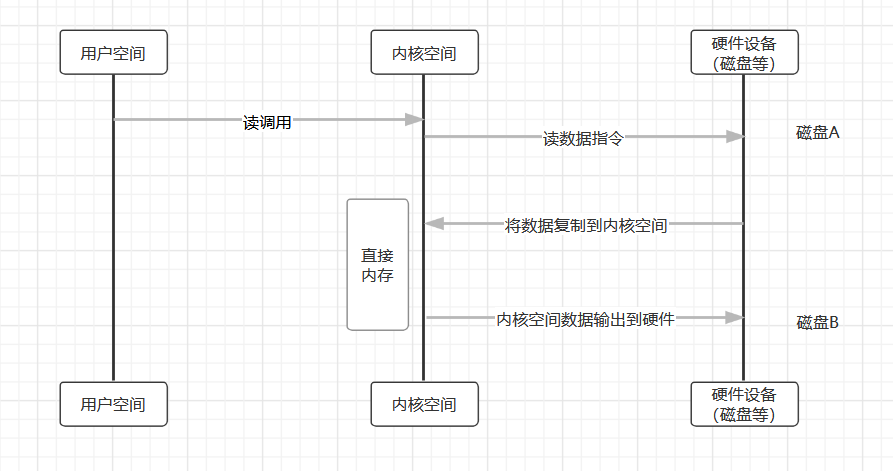 用户空间
内核空间
硬件设备
（磁盘等）
读调用
读数据指令
磁盘A
将数据复制到内核空间
直接
内存
内核空间数据输出到硬件
磁盘B
用户空间
内核空间
硬件设备
（磁盘等）